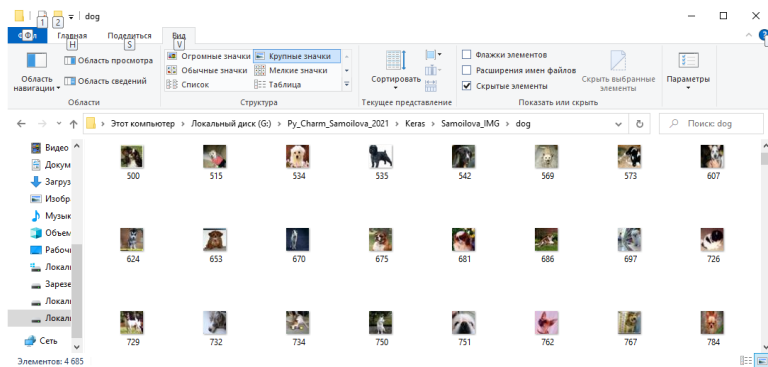 dog
1 2
Файл Главная Поделиться Вид
Ф H S V
Область навигации
Область просмотра
Область сведений
Области
Огромные значки Крупные значки
Обычные значки Мелкие значки
Список Таблица
Структура
Сортировать
Текущее представление
Флажки элементов
Расширения имен файлов
Скрытые элементы
Скрыть выбранные элементы
Показать или скрыть
Параметры
Этот компьютер › Локальный диск (G:) › Py_Charm_Samoilova_2021 › Keras › Samoilova_IMG › dog
Поиск: dog
Видео
Докум
Загруз
Изобр
Музык
Объем
Рабоч
Локал
Зарезе
Локал
Локал
Сеть
500 515 534 535 542 569 573 607
624 653 670 675 681 686 697 726
729 732 734 750 751 762 767 784
Элементов: 4 685